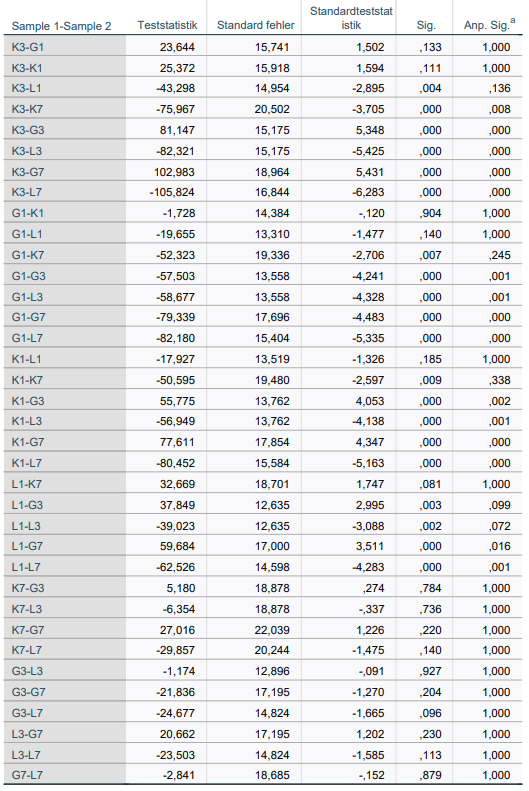 Sample 1-Sample 2 Teststatistik Standard fehler Standardteststatistik Sig. Anp. Sig.a
K3-G1 23,644 15,741 1,502 ,133 1,000
K3-K1 25,372 15,918 1,594 ,111 1,000
K3-L1 -43,298 14,954 -2,895 ,004 ,136
K3-K7 -75,967 20,502 -3,705 ,000 ,008
K3-G3 81,147 15,175 5,348 ,000 ,000
K3-L3 -82,321 15,175 -5,425 ,000 ,000
K3-G7 102,983 18,964 5,431 ,000 ,000
K3-L7 -105,824 16,844 -6,283 ,000 ,000
G1-K1 -1,728 14,384 -,120 ,904 1,000
G1-L1 -19,655 13,310 -1,477 ,140 1,000
G1-K7 -52,323 19,336 -2,706 ,007 ,245
G1-G3 -57,503 13,558 -4,241 ,000 ,001
G1-L3 -58,677 13,558 -4,328 ,000 ,001
G1-G7 -79,339 17,696 -4,483 ,000 ,000
G1-L7 -82,180 15,404 -5,335 ,000 ,000
K1-L1 -17,927 13,519 -1,326 ,185 1,000
K1-K7 -50,595 19,480 -2,597 ,009 ,338
K1-G3 55,775 13,762 4,053 ,000 ,002
K1-L3 -56,949 13,762 -4,138 ,000 ,001
K1-G7 77,611 17,854 4,347 ,000 ,000
K1-L7 -80,452 15,584 -5,163 ,000 ,000
L1-K7 32,669 18,701 1,747 ,081 1,000
L1-G3 37,849 12,635 2,995 ,003 ,099
L1-L3 -39,023 12,635 -3,088 ,002 ,072
L1-G7 59,684 17,000 3,511 ,000 ,016
L1-L7 -62,526 14,598 -4,283 ,000 ,001
K7-G3 5,180 18,878 ,274 ,784 1,000
K7-L3 -6,354 18,878 -,337 ,736 1,000
K7-G7 27,016 22,039 1,226 ,220 1,000
K7-L7 -29,857 20,244 -1,475 ,140 1,000
G3-L3 -1,174 12,896 -,091 ,927 1,000
G3-G7 -21,836 17,195 -1,270 ,204 1,000
G3-L7 -24,677 14,824 -1,665 ,096 1,000
L3-G7 20,662 17,195 1,202 ,230 1,000
L3-L7 -23,503 14,824 -1,585 ,113 1,000
G7-L7 -2,841 18,685 -,152 ,879 1,000